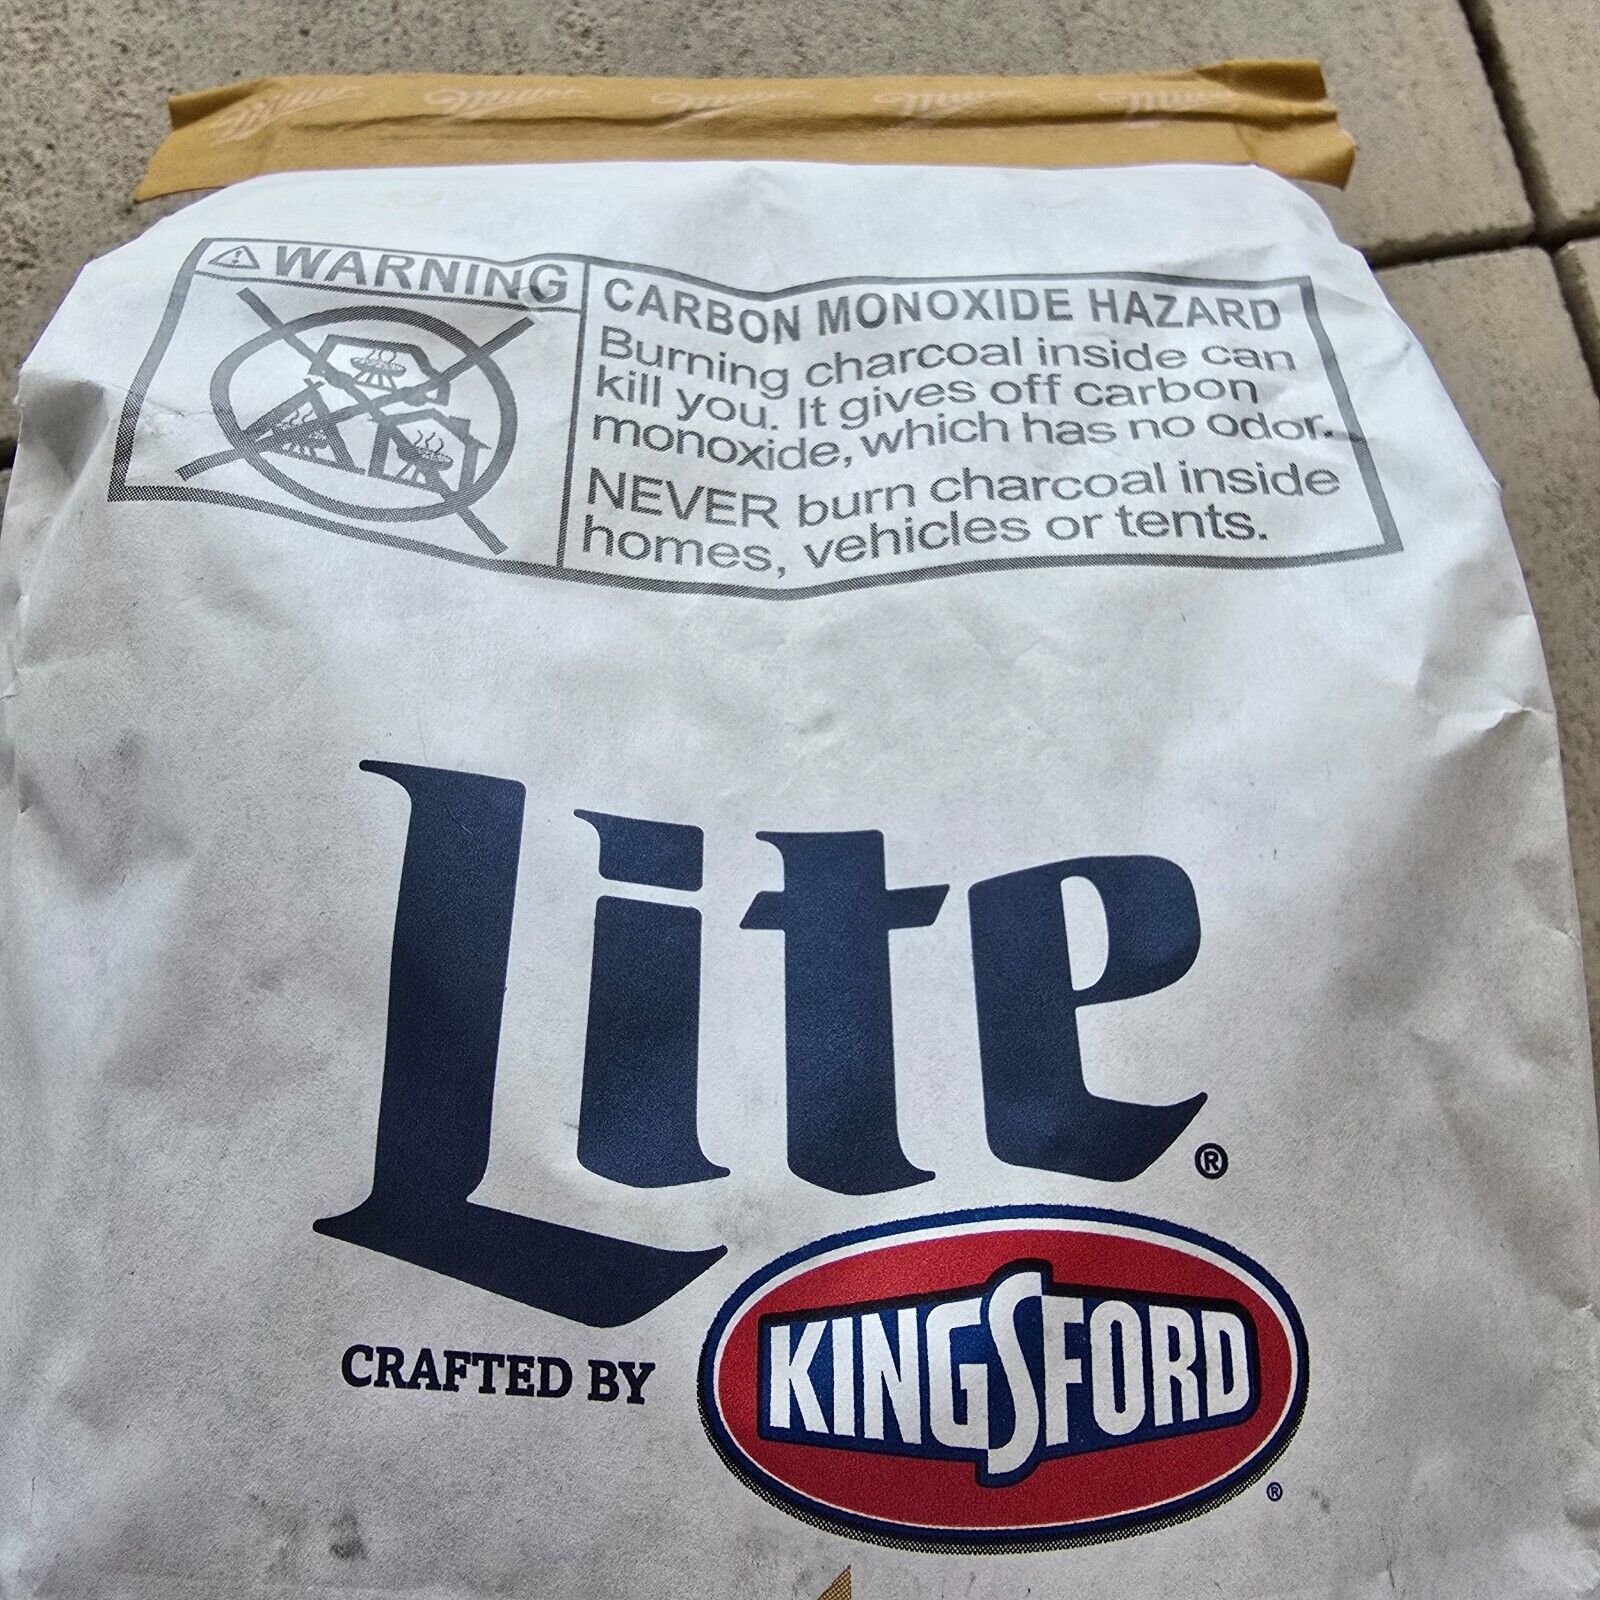 WARNING
CARBON MONOXIDE HAZARD
Burning charcoal inside can
kill you. It gives off carbon
monoxide, which has no odor.
NEVER burn charcoal inside
homes, vehicles or tents.
Lite®
CRAFTED BY
KINGSFORD®